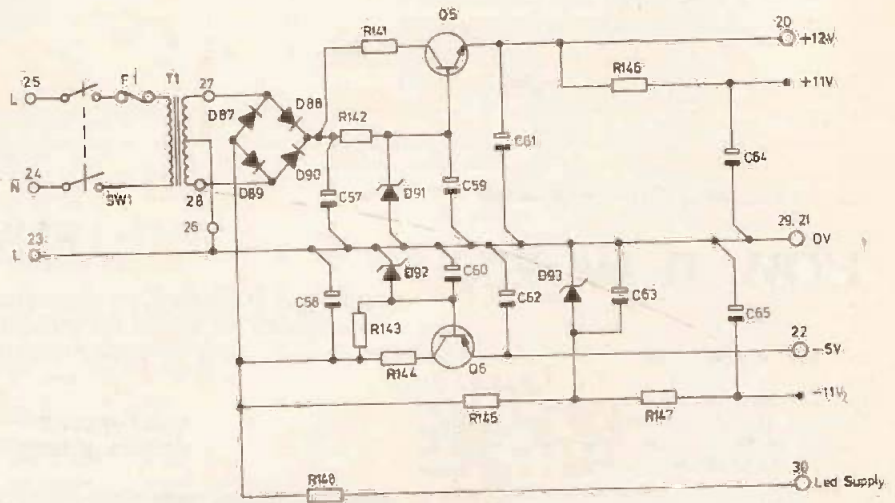 Q5
20
+12V
R141
25
L
F1
T1
27
R146
+11V
D87
D88
R142
C61
C64
24
N
SW1
D89
D90
28
C57
D91
C59
26
29, 21
0V
23
L
D92
C60
D93
C58
C62
C63
C65
R143
22
-5V
R144
Q6
-11½
R145
R147
30
Led Supply
R148